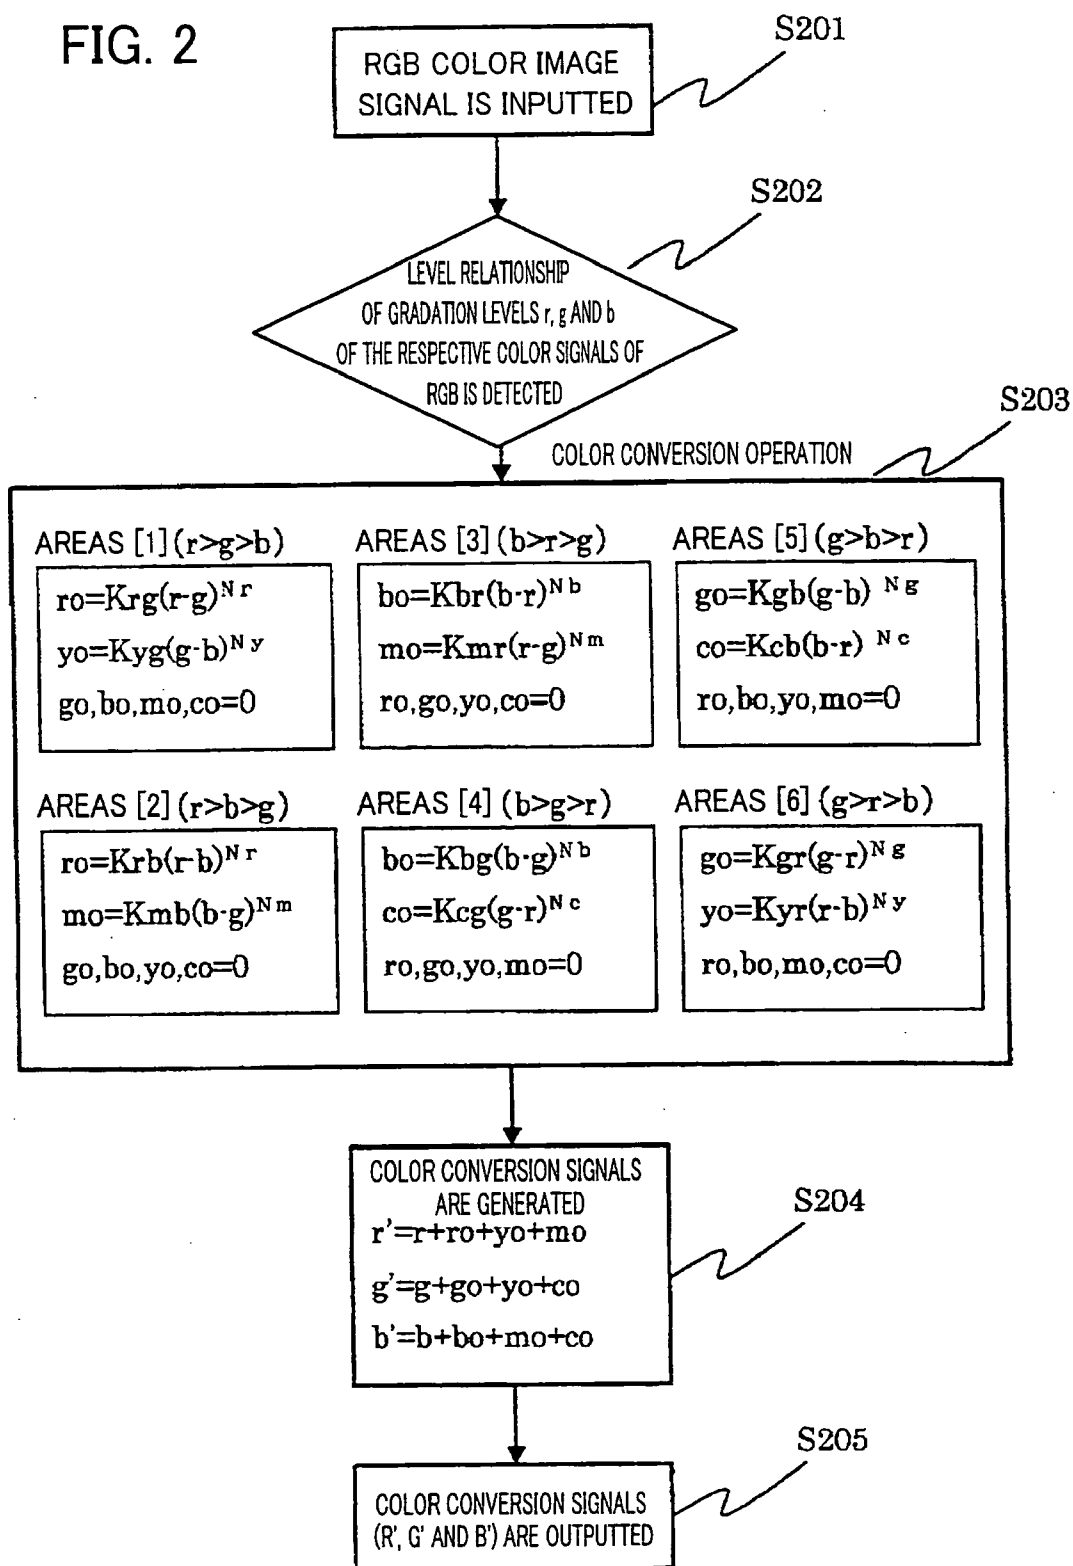 FIG. 2
S201
RGB COLOR IMAGE
SIGNAL IS INPUTTED
S202
LEVEL RELATIONSHIP
OF GRADATION LEVELS r, g AND b
OF THE RESPECTIVE COLOR SIGNALS OF
RGB IS DETECTED
S203
COLOR CONVERSION OPERATION
AREAS [1] (r>g>b)
ro=Krg(r-g)^Nr
yo=Kyg(g-b)^Ny
go,bo,mo,co=0
AREAS [3] (b>r>g)
bo=Kbr(b-r)^Nb
mo=Kmr(r-g)^Nm
ro,go,yo,co=0
AREAS [5] (g>b>r)
go=Kgb(g-b)^Ng
co=Kcb(b-r)^Nc
ro,bo,yo,mo=0
AREAS [2] (r>b>g)
ro=Krb(r-b)^Nr
mo=Kmb(b-g)^Nm
go,bo,yo,co=0
AREAS [4] (b>g>r)
bo=Kbg(b-g)^Nb
co=Kcg(g-r)^Nc
ro,go,yo,mo=0
AREAS [6] (g>r>b)
go=Kgr(g-r)^Ng
yo=Kyr(r-b)^Ny
ro,bo,mo,co=0
COLOR CONVERSION SIGNALS
ARE GENERATED
r'=r+ro+yo+mo
g'=g+go+yo+co
b'=b+bo+mo+co
S204
S205
COLOR CONVERSION SIGNALS
(R', G' AND B') ARE OUTPUTTED